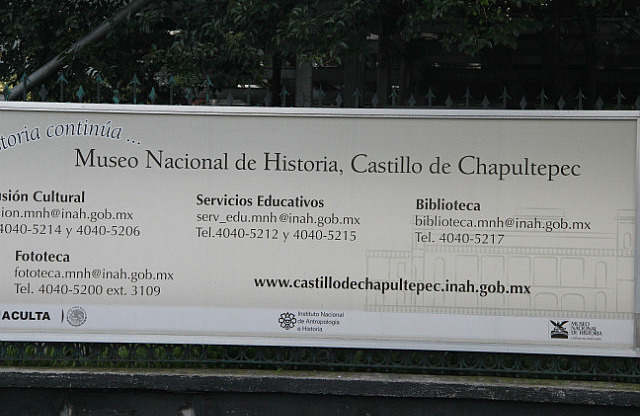 toria continúa ...
Museo Nacional de Historia, Castillo de Chapultepec
usión Cultural
sion.mnh@inah.gob.mx
4040-5214 y 4040-5206
Servicios Educativos
serv_edu.mnh@inah.gob.mx
Tel.4040-5212 y 4040-5215
Biblioteca
biblioteca.mnh@inah.gob.mx
Tel. 4040-5217
Fototeca
fototeca.mnh@inah.gob.mx
Tel. 4040-5200 ext. 3109
www.castillodechapultepec.inah.gob.mx
NACULTA
Instituto Nacional
de Antropología
e Historia
MUSEO
NACIONAL
DE HISTORIA